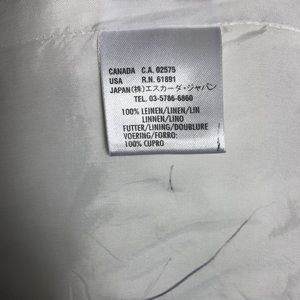 CANADA C.A. 02575
USA R.N. 61891
JAPAN(株)エスカーダ・ジャパン
TEL. 03-5786-6860
100% LEINEN/LINEN/LIN
LINNEN/LINO
FUTTER/LINING/DOUBLURE
VOERING/FORRO:
100% CUPRO